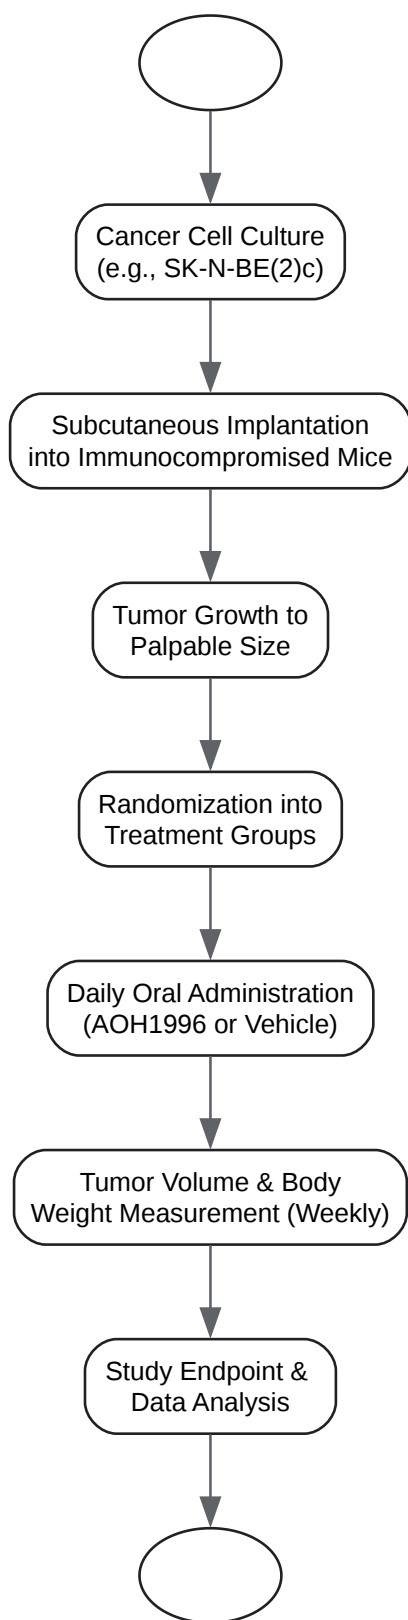 Cancer Cell Culture
(e.g., SK-N-BE(2)c)
Subcutaneous Implantation
into Immunocompromised Mice
Tumor Growth to
Palpable Size
Randomization into
Treatment Groups
Daily Oral Administration
(AOH1996 or Vehicle)
Tumor Volume & Body
Weight Measurement (Weekly)
Study Endpoint &
Data Analysis